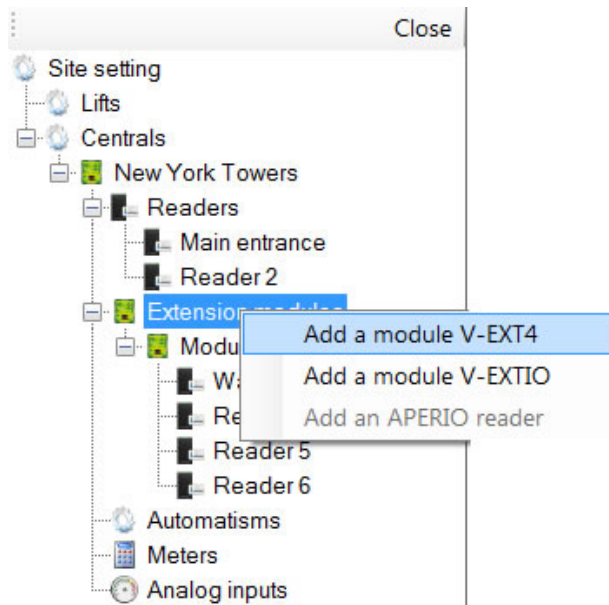 Close
Site setting
Lifts
Centrals
New York Towers
Readers
Main entrance
Reader 2
Extension modules
Add a module V-EXT4
Add a module V-EXTIO
Add an APERIO reader
Reader 5
Reader 6
Automatisms
Meters
Analog inputs